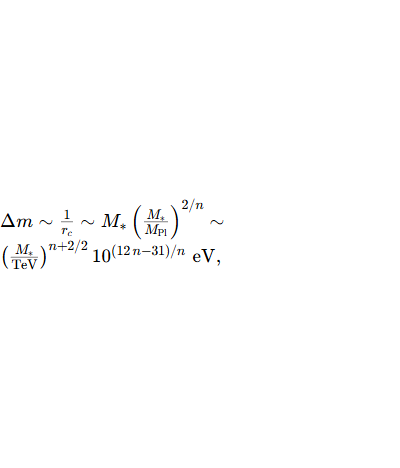 Δm ∼ 1/r_c ∼ M_* (M_*/M_Pl)^{2/n} ∼
(M_*/TeV)^{n+2/2} 10^{(12n−31)/n} eV,